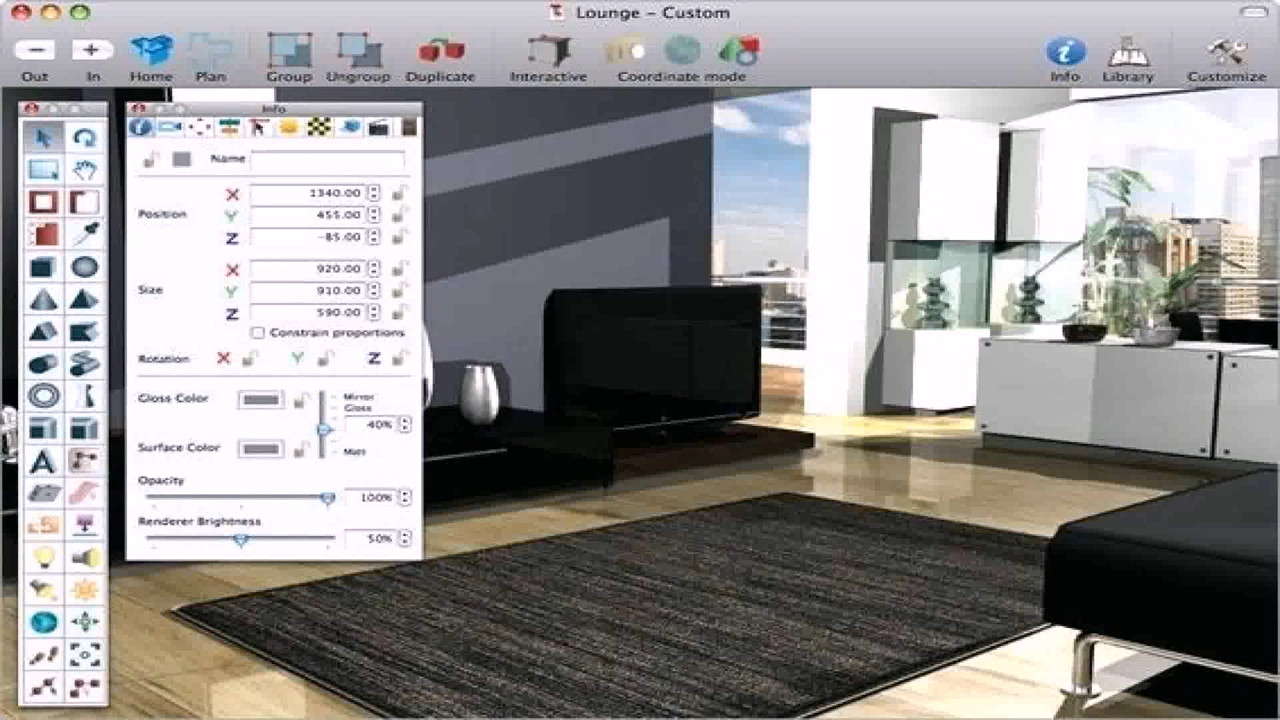 Lounge – Custom
Out In Home Plan Group Ungroup Duplicate Interactive Coordinate mode Info Library Customize
Info
Name
X 1340.00
Position Y 455.00
Z -85.00
X 920.00
Size Y 910.00
Z 590.00
Constrain proportions
Rotation X Y Z
Gloss Color
Mirror
Gloss
40%
Surface Color
Matt
Opacity
100%
Renderer Brightness
50%
A